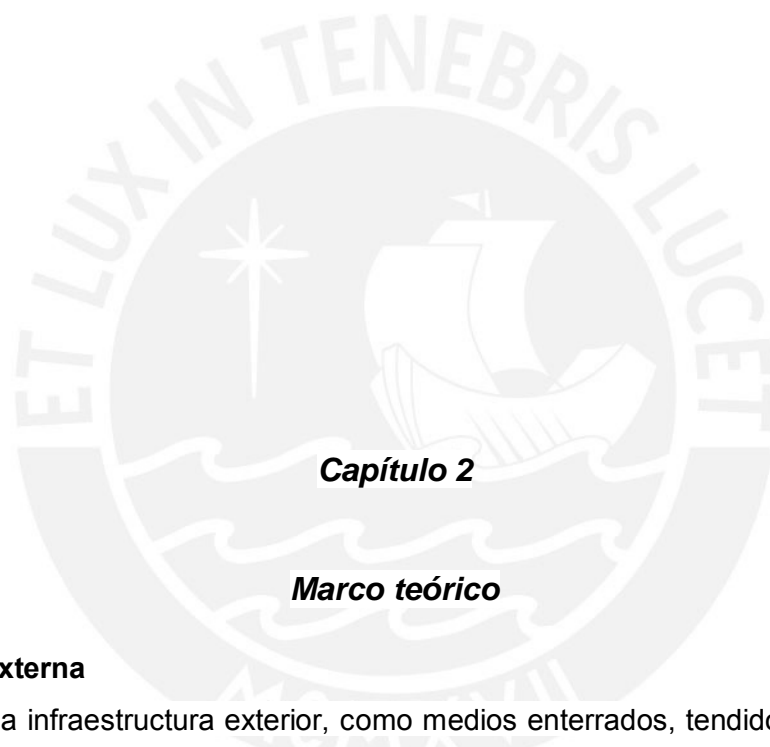 ET LUX IN TENEBRIS LUCET
Capítulo 2
Marco teórico
xterna
a infraestructura exterior, como medios enterrados, tendido